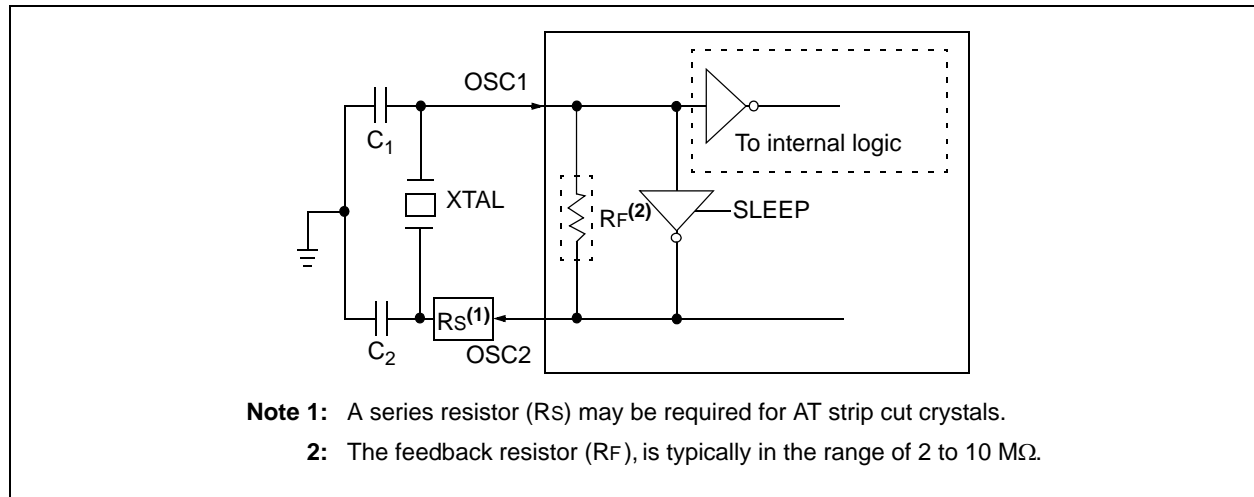 OSC1
C1
To internal logic
XTAL
RF(2)
SLEEP
RS(1)
C2
OSC2
Note 1: A series resistor (RS) may be required for AT strip cut crystals.
2: The feedback resistor (RF), is typically in the range of 2 to 10 MΩ.